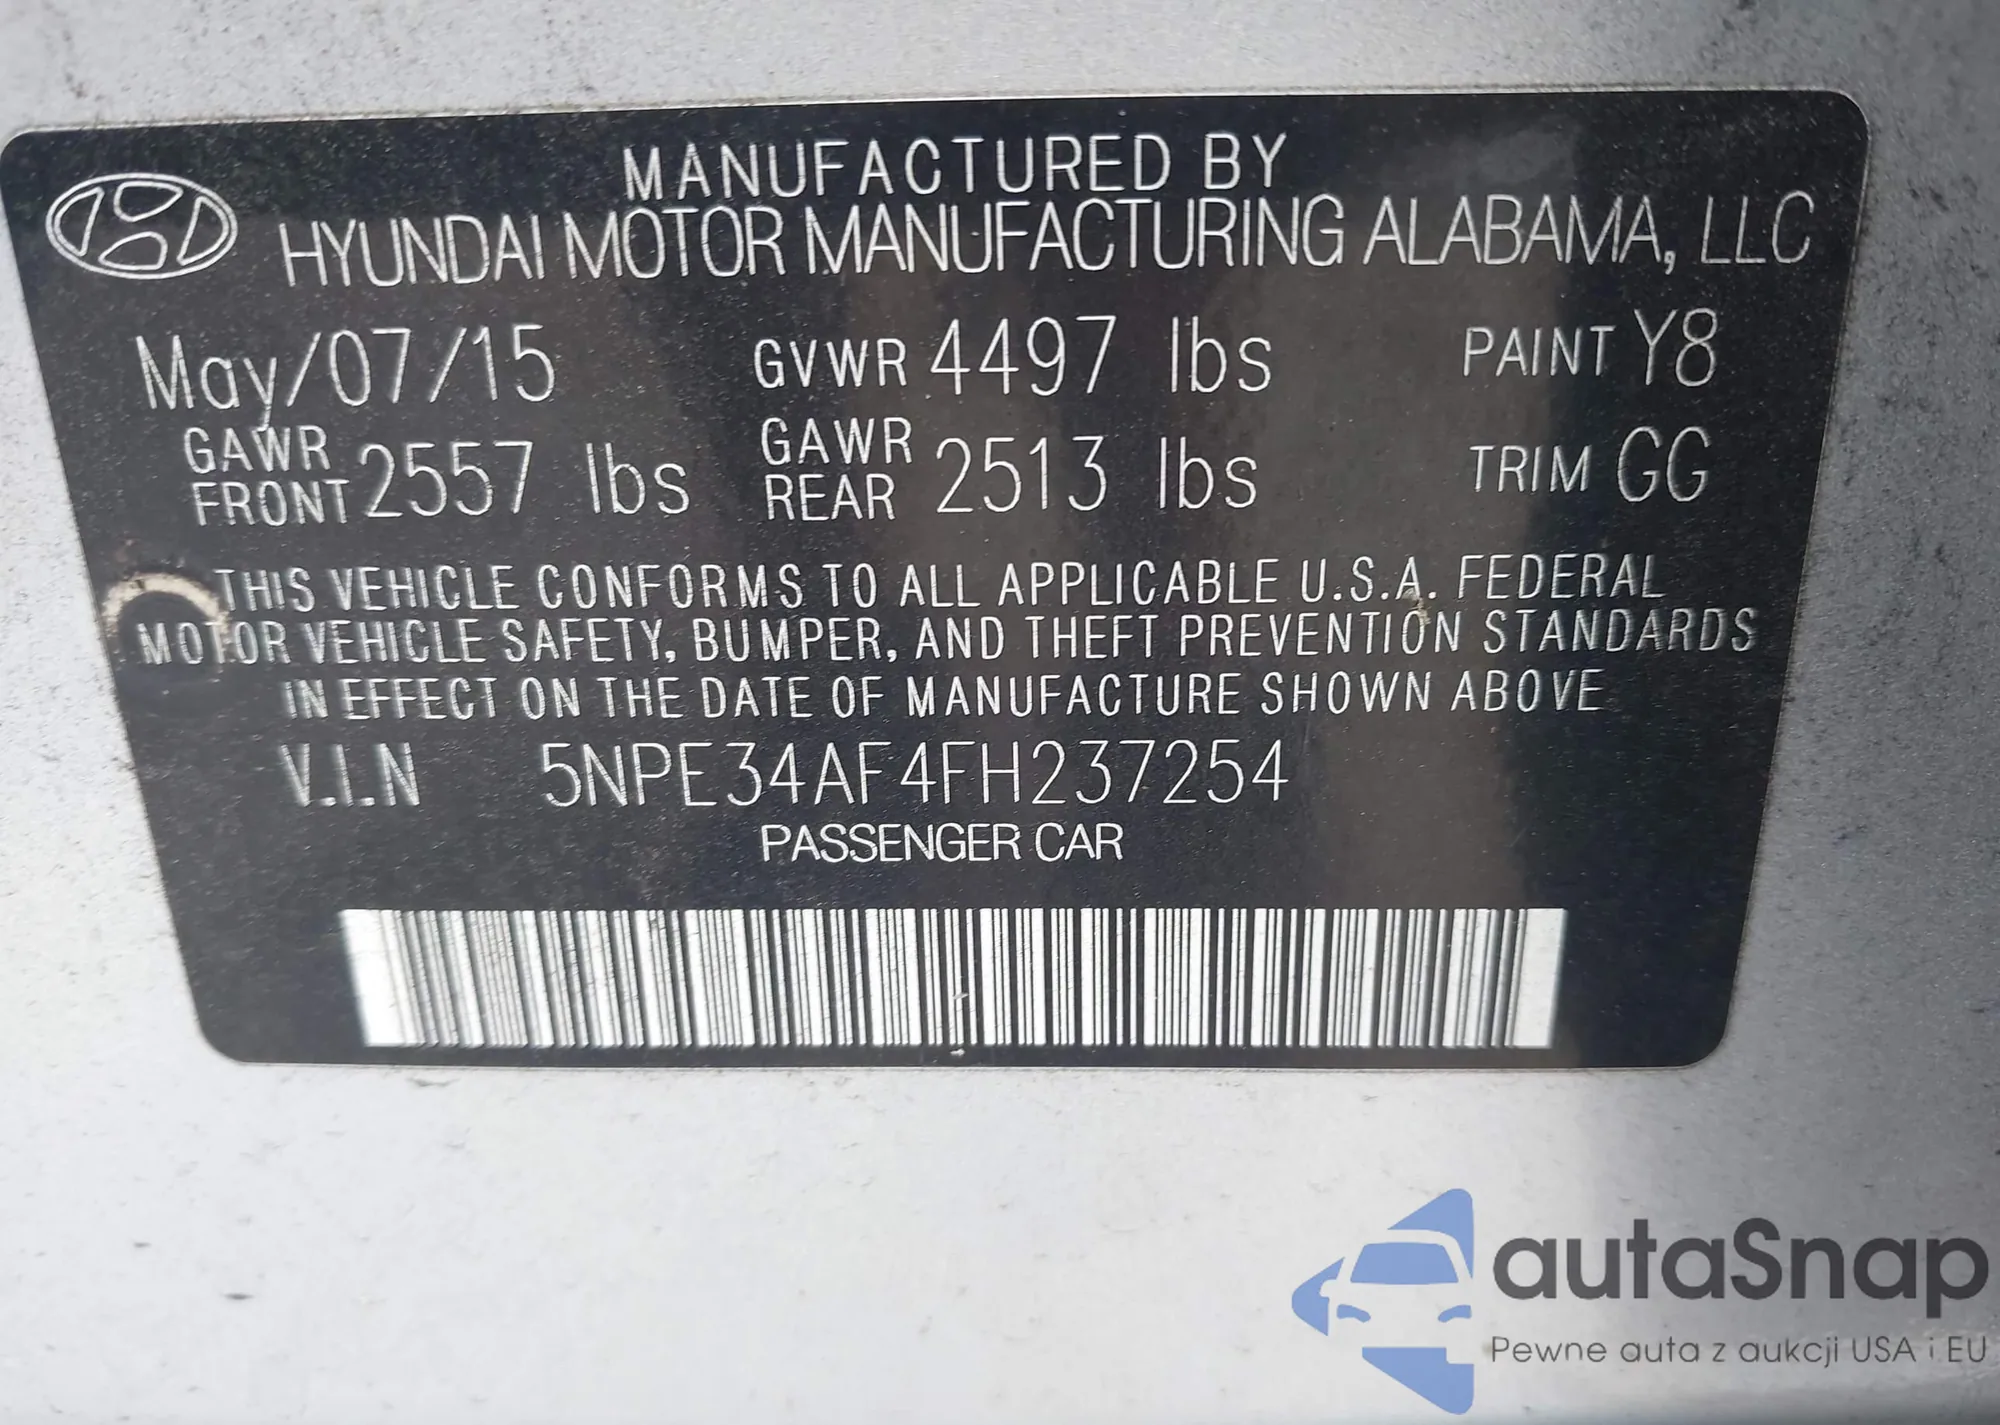 MANUFACTURED BY
HYUNDAI MOTOR MANUFACTURING ALABAMA, LLC
May/07/15 GVWR 4497 lbs PAINT Y8
GAWR FRONT 2557 lbs GAWR REAR 2513 lbs TRIM GG
THIS VEHICLE CONFORMS TO ALL APPLICABLE U.S.A. FEDERAL
MOTOR VEHICLE SAFETY, BUMPER, AND THEFT PREVENTION STANDARDS
IN EFFECT ON THE DATE OF MANUFACTURE SHOWN ABOVE
V.I.N 5NPE34AF4FH237254
PASSENGER CAR
autaSnap
Pewne auta z aukcji USA i EU